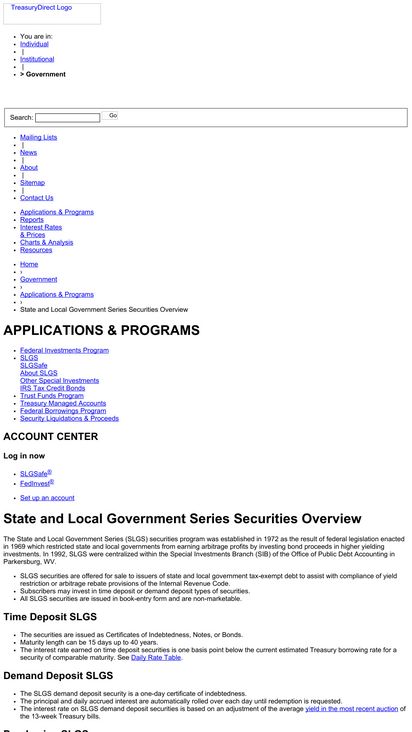 TreasuryDirect Logo
You are in:
Individual
|
Institutional
|
> Government
Search: Go
Mailing Lists
|
News
|
About
|
Sitemap
|
Contact Us
Applications & Programs
Reports
Interest Rates
& Prices
Charts & Analysis
Resources
Home
›
Government
›
Applications & Programs
›
State and Local Government Series Securities Overview
APPLICATIONS & PROGRAMS
Federal Investments Program
SLGS
SLGSafe
About SLGS
Other Special Investments
IRS Tax Credit Bonds
Trust Funds Program
Treasury Managed Accounts
Federal Borrowings Program
Security Liquidations & Proceeds
ACCOUNT CENTER
Log in now
SLGSafe®
FedInvest®
Set up an account
State and Local Government Series Securities Overview
The State and Local Government Series (SLGS) securities program was established in 1972 as the result of federal legislation enacted
in 1969 which restricted state and local governments from earning arbitrage profits by investing bond proceeds in higher yielding
investments. In 1992, SLGS were centralized within the Special Investments Branch (SIB) of the Office of Public Debt Accounting in
Parkersburg, WV.
SLGS securities are offered for sale to issuers of state and local government tax-exempt debt to assist with compliance of yield
restriction or arbitrage rebate provisions of the Internal Revenue Code.
Subscribers may invest in time deposit or demand deposit types of securities.
All SLGS securities are issued in book-entry form and are non-marketable.
Time Deposit SLGS
The securities are issued as Certificates of Indebtedness, Notes, or Bonds.
Maturity length can be 15 days up to 40 years.
The interest rate earned on time deposit securities is one basis point below the current estimated Treasury borrowing rate for a
security of comparable maturity. See Daily Rate Table.
Demand Deposit SLGS
The SLGS demand deposit security is a one-day certificate of indebtedness.
The principal and daily accrued interest are automatically rolled over each day until redemption is requested.
The interest rate on SLGS demand deposit securities is based on an adjustment of the average yield in the most recent auction
of the 13-week Treasury bills.